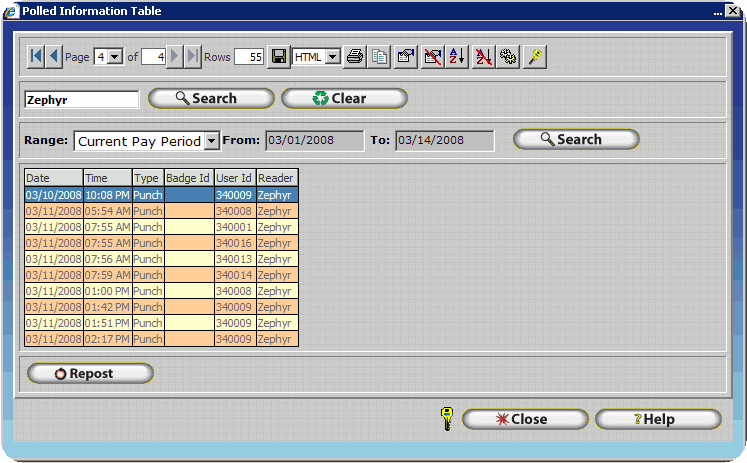 Polled Information Table ...
Page 4 of 4 Rows 55 HTML
Zephyr Search Clear
Range: Current Pay Period From: 03/01/2008 To: 03/14/2008 Search
Date Time Type Badge Id User Id Reader
03/10/2008 10:08 PM Punch 340009 Zephyr
03/11/2008 05:54 AM Punch 340008 Zephyr
03/11/2008 07:55 AM Punch 340001 Zephyr
03/11/2008 07:55 AM Punch 340016 Zephyr
03/11/2008 07:56 AM Punch 340013 Zephyr
03/11/2008 07:59 AM Punch 340014 Zephyr
03/11/2008 01:00 PM Punch 340008 Zephyr
03/11/2008 01:42 PM Punch 340009 Zephyr
03/11/2008 01:51 PM Punch 340009 Zephyr
03/11/2008 02:17 PM Punch 340009 Zephyr
Repost
Close ?Help